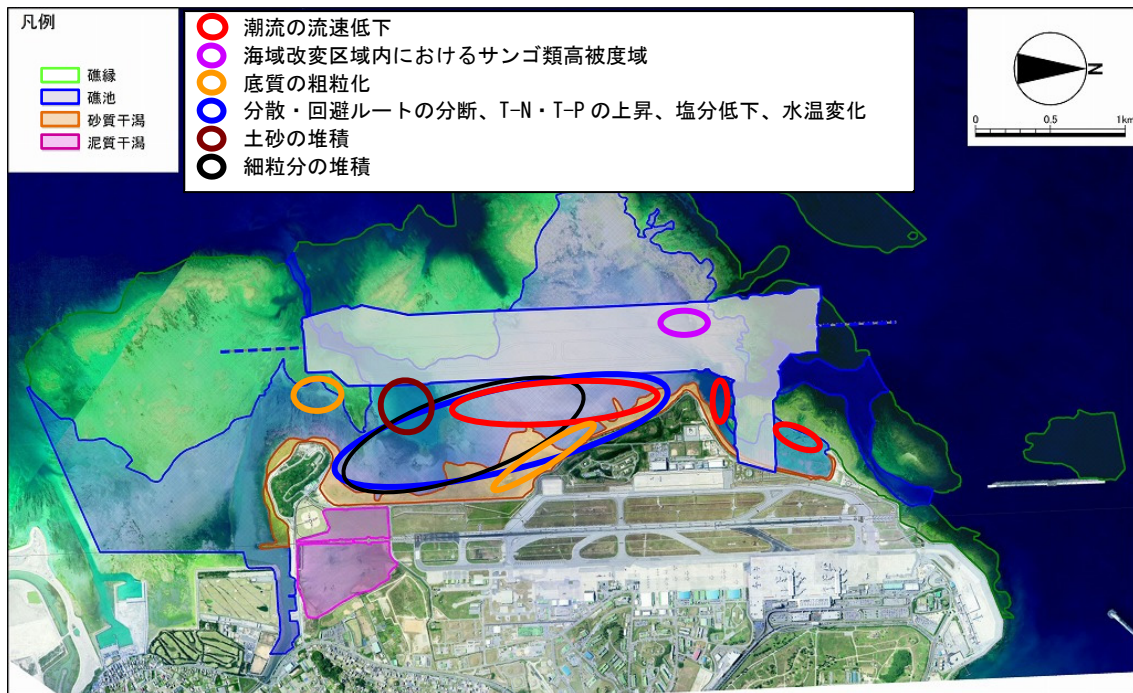 凡例
礁縁
礁池
砂質干潟
泥質干潟
潮流の流速低下
海域改変区域内におけるサンゴ類高被度域
底質の粗粒化
分散・回避ルートの分断、T-N・T-Pの上昇、塩分低下、水温変化
土砂の堆積
細粒分の堆積
N
0 0.5 1km